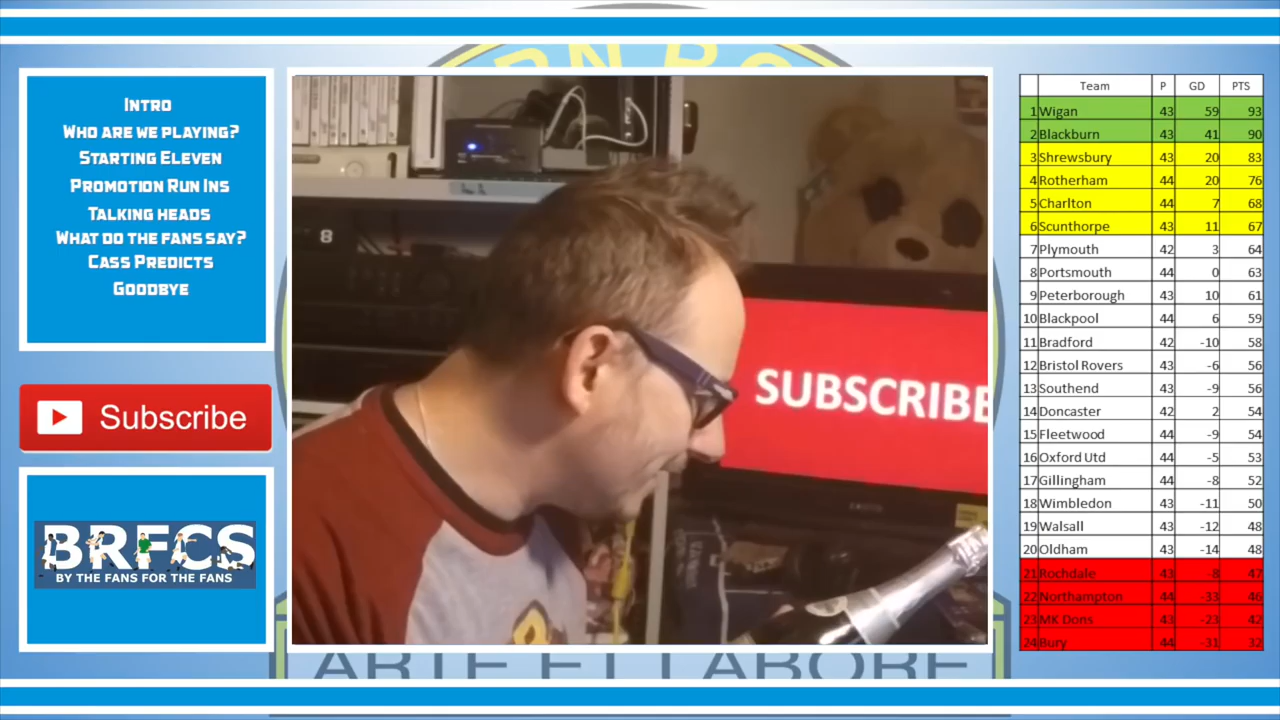 RN RO
INTRO
WHO ARE WE PLAYING?
STARTING ELEVEN
PROMOTION RUN INS
TALKING HEADS
WHAT DO THE FANS SAY?
CASS PREDICTS
GOODBYE
Subscribe
BRFCS
BY THE FANS FOR THE FANS
8
SUBSCRIBE
Team P GD PTS
1 Wigan 43 59 93
2 Blackburn 43 41 90
3 Shrewsbury 43 20 83
4 Rotherham 44 20 76
5 Charlton 44 7 68
6 Scunthorpe 43 11 67
7 Plymouth 42 3 64
8 Portsmouth 44 0 63
9 Peterborough 43 10 61
10 Blackpool 44 6 59
11 Bradford 42 -10 58
12 Bristol Rovers 43 -6 56
13 Southend 43 -9 56
14 Doncaster 42 2 54
15 Fleetwood 44 -9 54
16 Oxford Utd 44 -5 53
17 Gillingham 44 -8 52
18 Wimbledon 43 -11 50
19 Walsall 43 -12 48
20 Oldham 43 -14 48
21 Rochdale 43 -8 47
22 Northampton 44 -33 46
23 MK Dons 43 -23 42
24 Bury 44 -31 32
ARTE ET LABORE